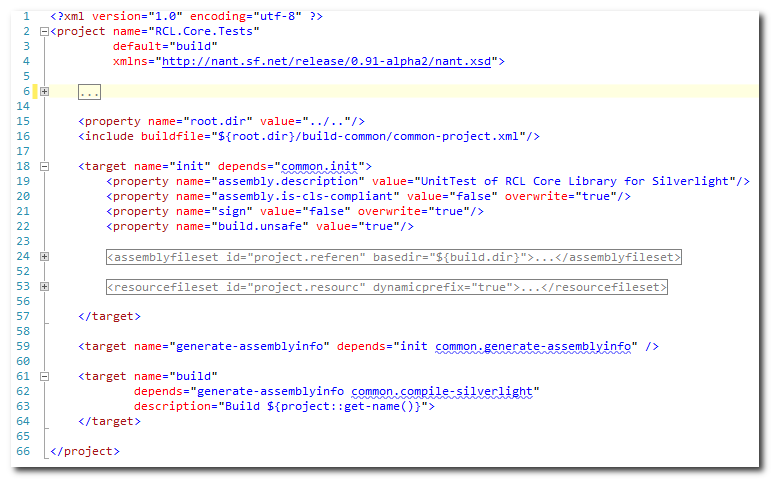 1 <?xml version="1.0" encoding="utf-8" ?>
2 <project name="RCL.Core.Tests"
3 default="build"
4 xmlns="http://nant.sf.net/release/0.91-alpha2/nant.xsd">
5
6 ...
14
15 <property name="root.dir" value="../.."/>
16 <include buildfile="${root.dir}/build-common/common-project.xml"/>
17
18 <target name="init" depends="common.init">
19 <property name="assembly.description" value="UnitTest of RCL Core Library for Silverlight"/>
20 <property name="assembly.is-cls-compliant" value="false" overwrite="true"/>
21 <property name="sign" value="false" overwrite="true"/>
22 <property name="build.unsafe" value="true"/>
23
24 <assemblyfileset id="project.referen" basedir="${build.dir}">...</assemblyfileset>
52
53 <resourcefileset id="project.resourc" dynamicprefix="true">...</resourcefileset>
56
57 </target>
58
59 <target name="generate-assemblyinfo" depends="init common.generate-assemblyinfo" />
60
61 <target name="build"
62 depends="generate-assemblyinfo common.compile-silverlight"
63 description="Build ${project::get-name()}">
64 </target>
65
66 </project>